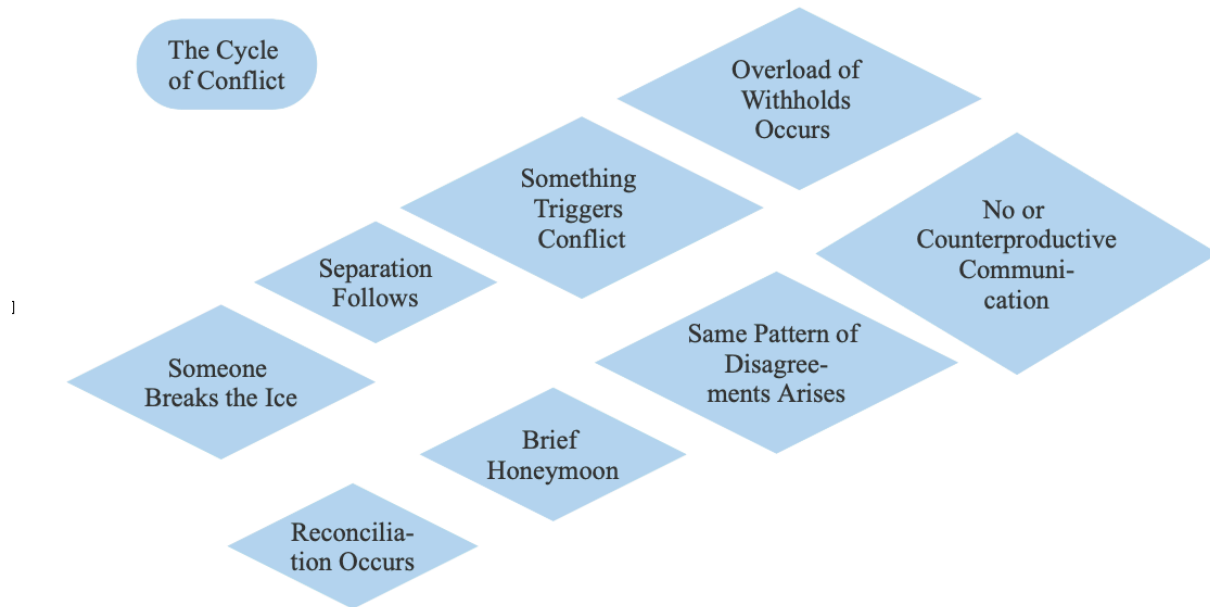 The Cycle
of Conflict
Overload of
Withholds
Occurs
Something
Triggers
Conflict
No or
Counterproductive
Communi-
cation
Separation
Follows
Same Pattern of
Disagree-
ments Arises
Someone
Breaks the Ice
Brief
Honeymoon
Reconcilia-
tion Occurs
]